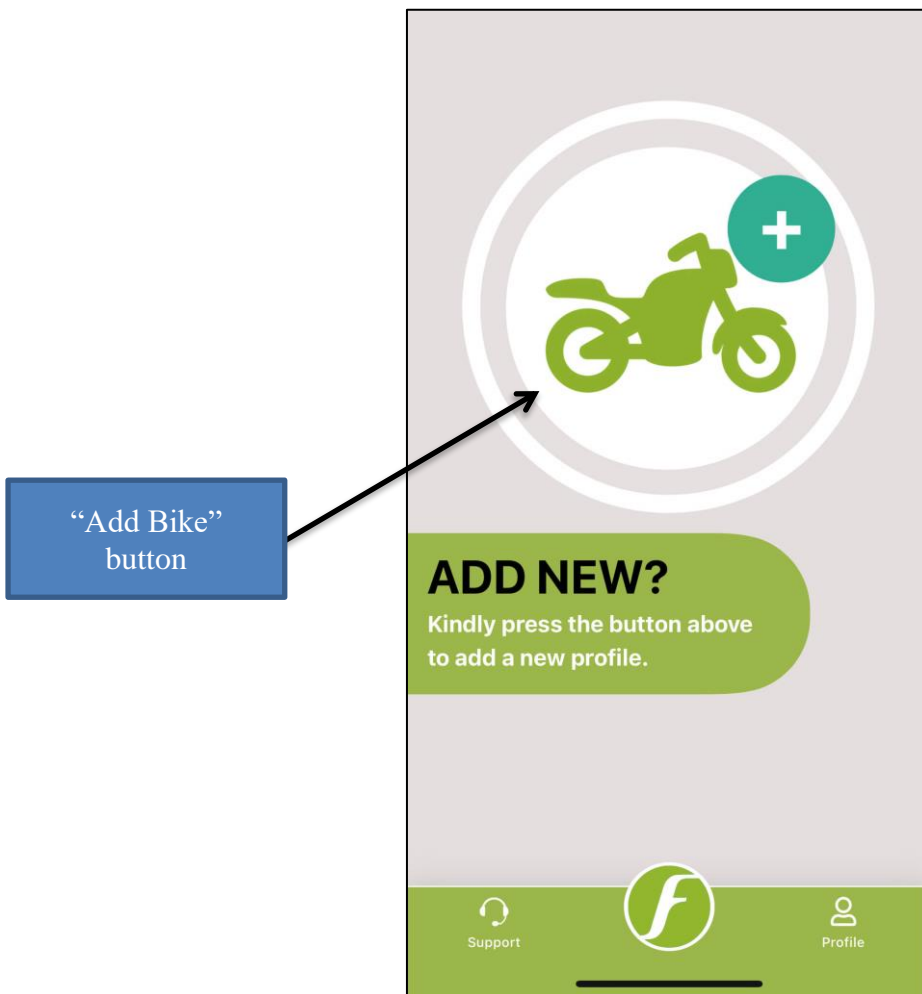 “Add Bike”
button
+
ADD NEW?
Kindly press the button above
to add a new profile.
Support
f
Profile